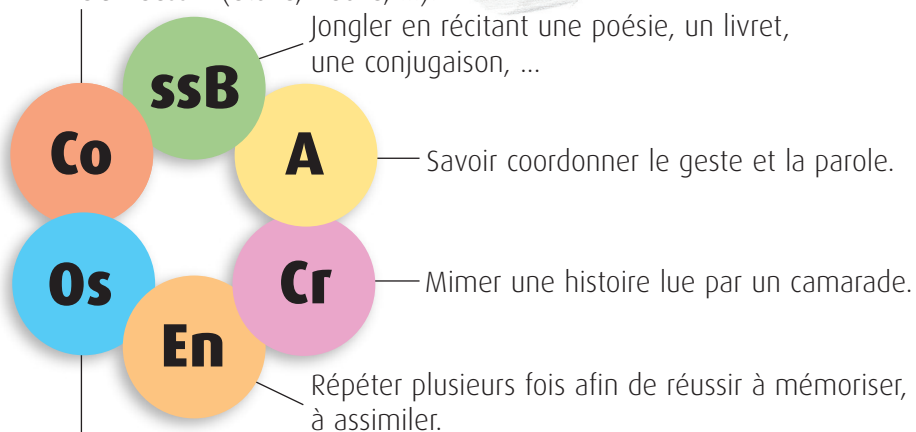 Jongler en récitant une poésie, un livret,
une conjugaison, ...
ssB
Co
A
Savoir coordonner le geste et la parole.
Os
Cr
Mimer une histoire lue par un camarade.
En
Répéter plusieurs fois afin de réussir à mémoriser,
à assimiler.